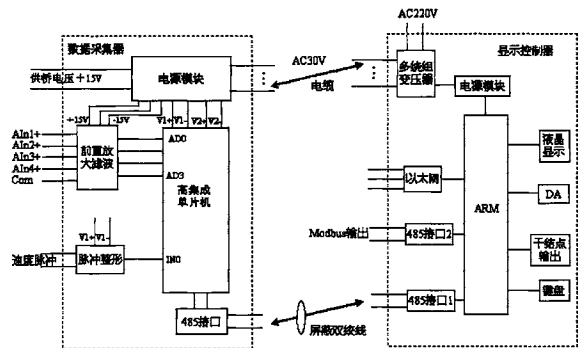 AC220V
数据采集器
显示控制器
供桥电压＋15V
电源模块
AC30V
电缆
多绕组
变压器
电源模块
+15V
-15V
V1+
V1-
V2+
V2-
AIn1+
AIn2+
AIn3+
AIn4+
Com
前置放
大滤波
AD0
AD3
高集成
单片机
液晶
显示
以太网
ARM
DA
V1+
V1-
速度脉冲
脉冲整形
IN0
Modbus输出
485接口2
干结点
输出
485接口
屏蔽双绞线
485接口1
键盘